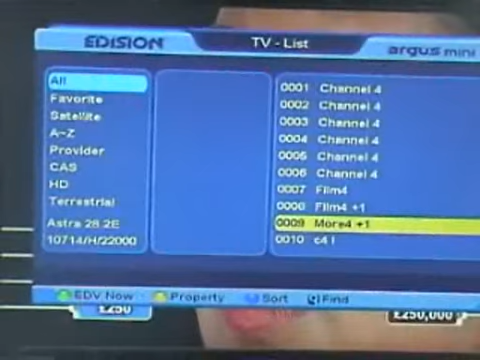 EDISION
TV - List
argus mini
All
Favorite
Satellite
A-Z
Provider
CAS
HD
Terrestrial
Astra 28.2E
10714/H/22000
0001 Channel 4
0002 Channel 4
0003 Channel 4
0004 Channel 4
0005 Channel 4
0006 Channel 4
0007 Film4
0008 Film4 +1
0009 More4 +1
0010 c4 i
EDV Now Property Sort Find
£250
£250,000